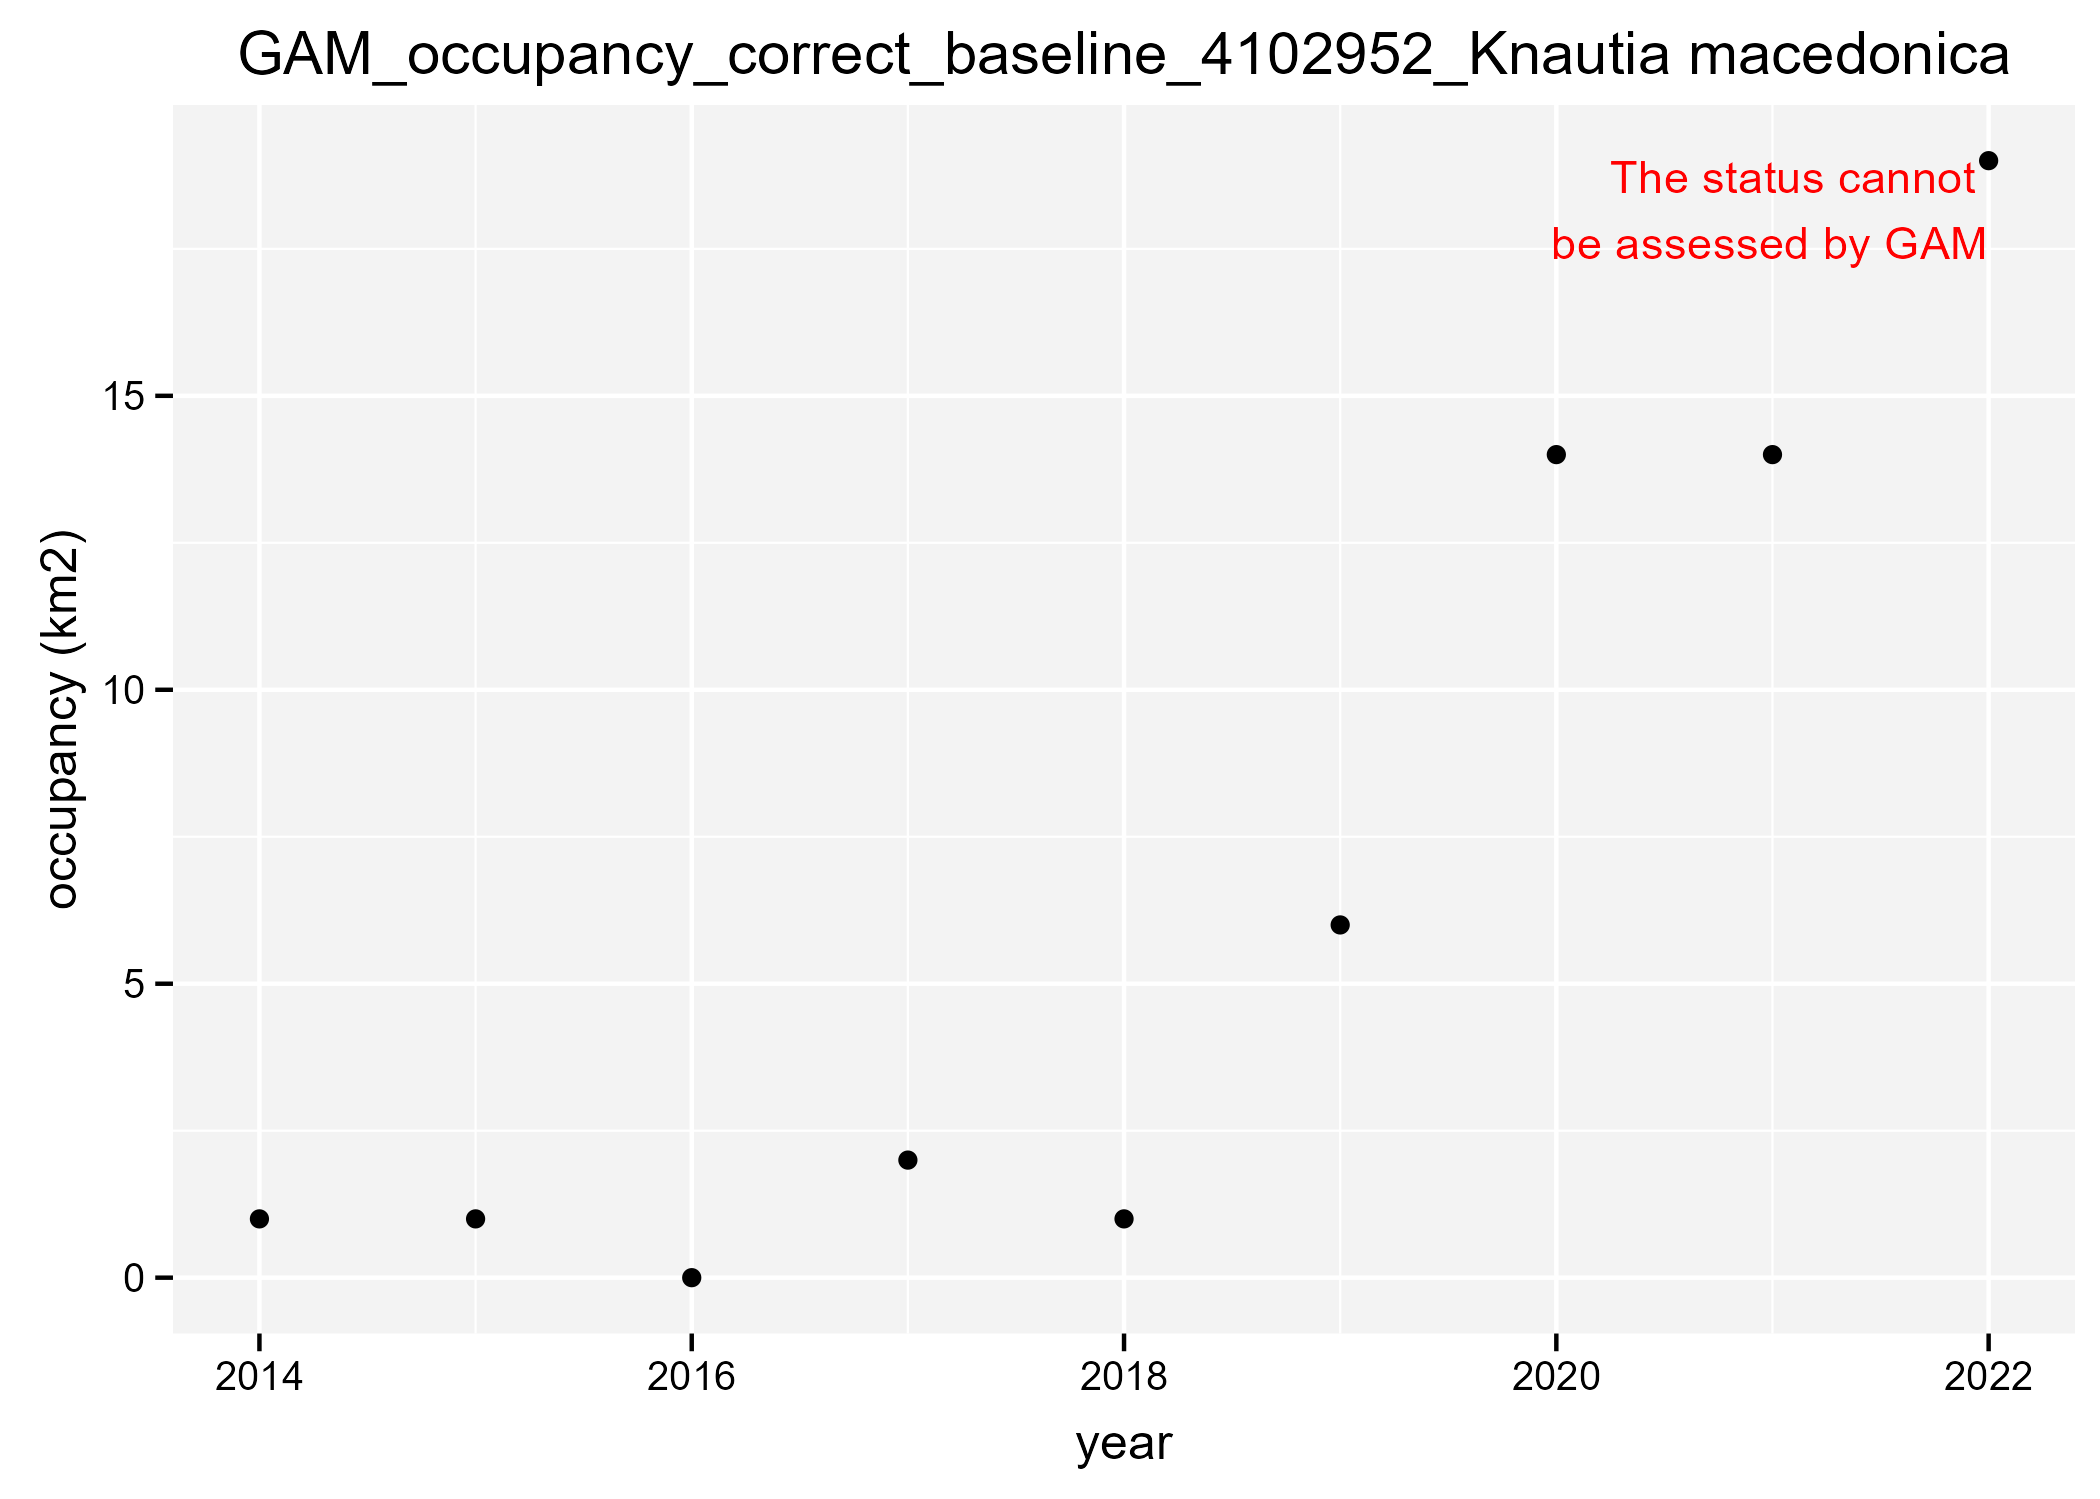 GAM_occupancy_correct_baseline_4102952_Knautia macedonica
The status cannot
be assessed by GAM
15
10
5
0
occupancy (km2)
2014 2016 2018 2020 2022
year